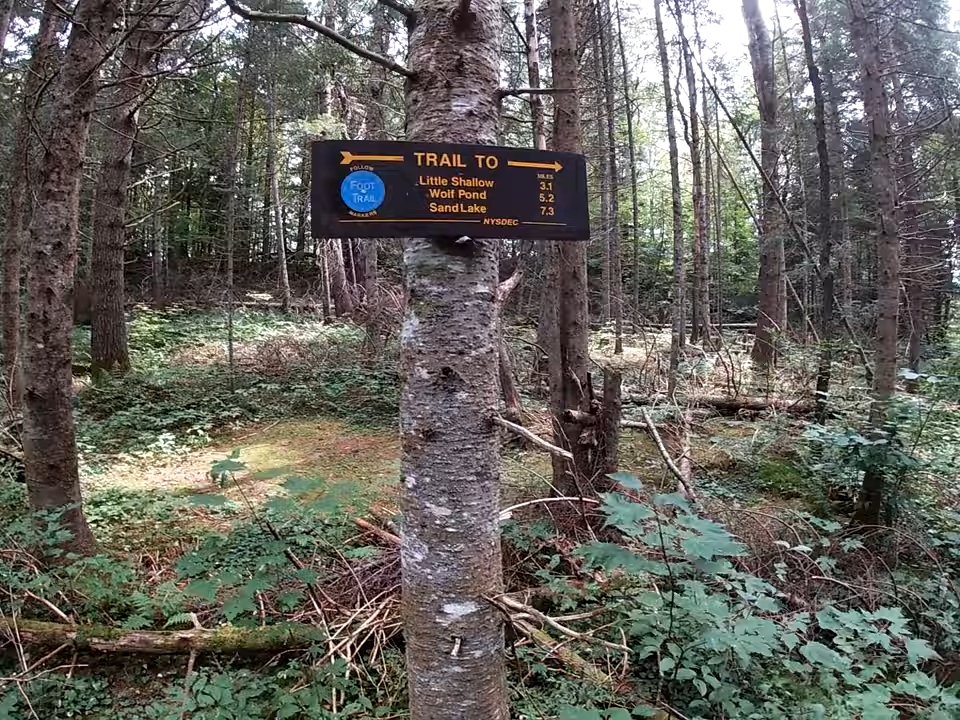 TRAIL TO
MILES
Little Shallow 3.1
Wolf Pond 5.2
Sand Lake 7.3
NYSDEC
FOLLOW
FOOT
TRAIL
MARKERS